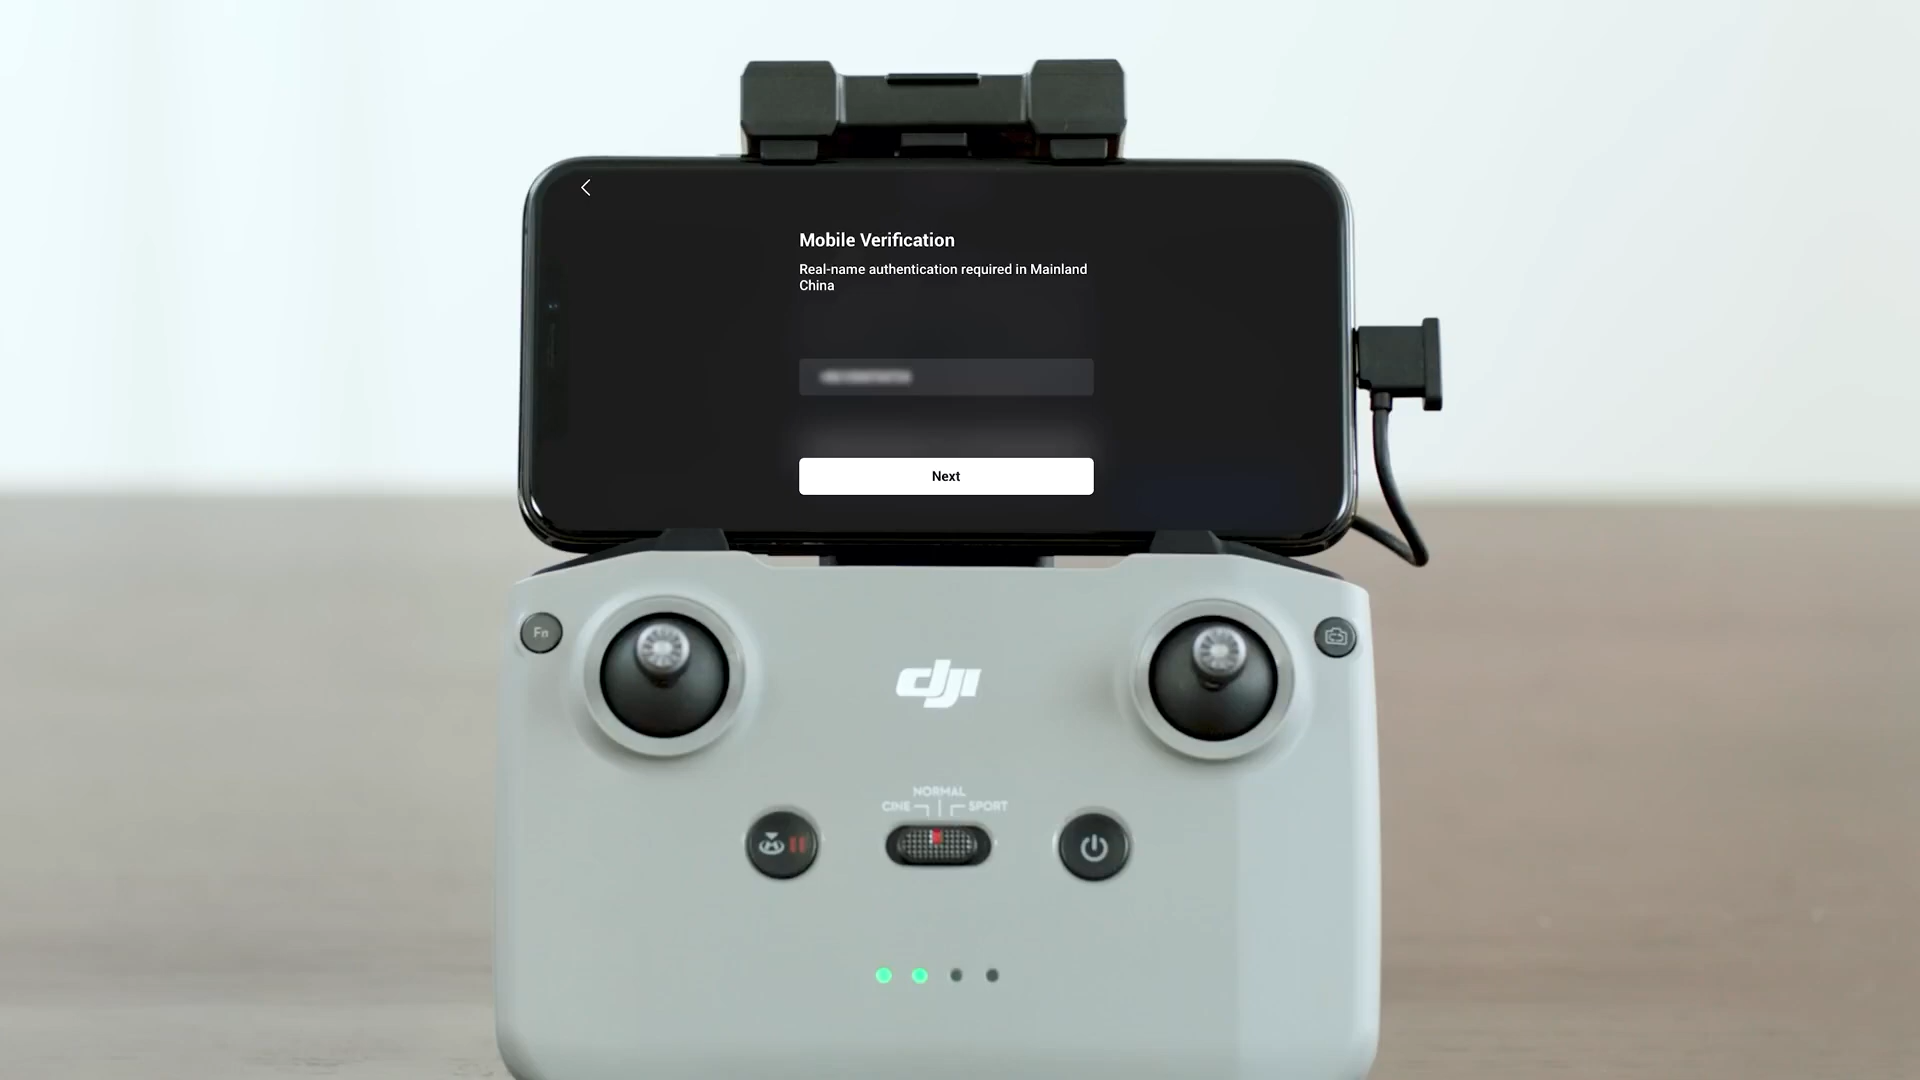 Mobile Verification
Real-name authentication required in Mainland
China
Next
Fn
dji
NORMAL
CINE
SPORT